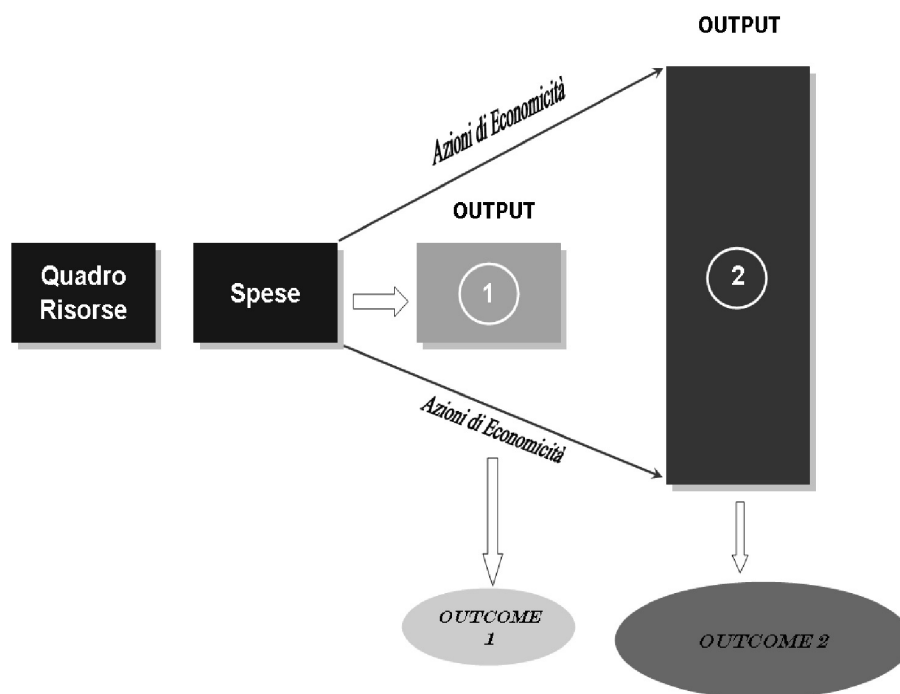 OUTPUT
Azioni di Economicità
OUTPUT
Quadro
Risorse
Spese
1
2
Azioni di Economicità
OUTCOME
1
OUTCOME 2